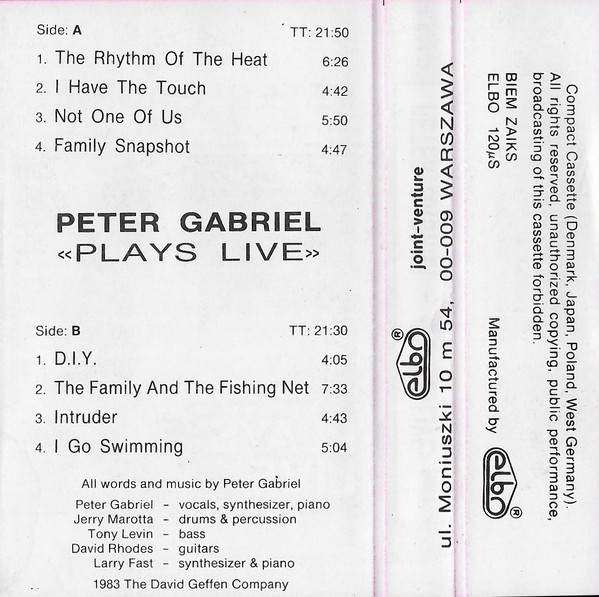 Side: A TT: 21:50
1. The Rhythm Of The Heat 6:26
2. I Have The Touch 4:42
3. Not One Of Us 5:50
4. Family Snapshot 4:47
PETER GABRIEL
«PLAYS LIVE»
Side: B TT: 21:30
1. D.I.Y. 4:05
2. The Family And The Fishing Net 7:33
3. Intruder 4:43
4. I Go Swimming 5:04
All words and music by Peter Gabriel
Peter Gabriel – vocals, synthesizer, piano
Jerry Marotta – drums & percussion
Tony Levin – bass
David Rhodes – guitars
Larry Fast – synthesizer & piano
1983 The David Geffen Company
joint-venture
elbo ®
ul. Moniuszki 10 m 54, 00-009 WARSZAWA
Compact Cassette (Denmark, Japan, Poland, West Germany).
All rights reserved, unauthorized copying, public performance,
broadcasting of this cassette forbidden.
BIEM ZAIKS
ELBO 120µS
Manufactured by elbo ®